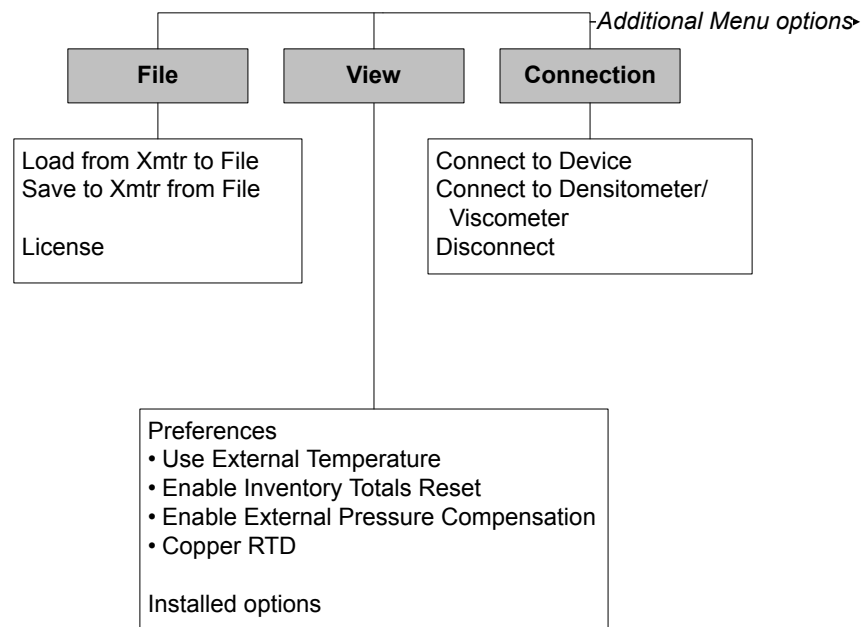 Additional Menu options
File
View
Connection
Load from Xmtr to File
Save to Xmtr from File
License
Connect to Device
Connect to Densitometer/
Viscometer
Disconnect
Preferences
• Use External Temperature
• Enable Inventory Totals Reset
• Enable External Pressure Compensation
• Copper RTD
Installed options